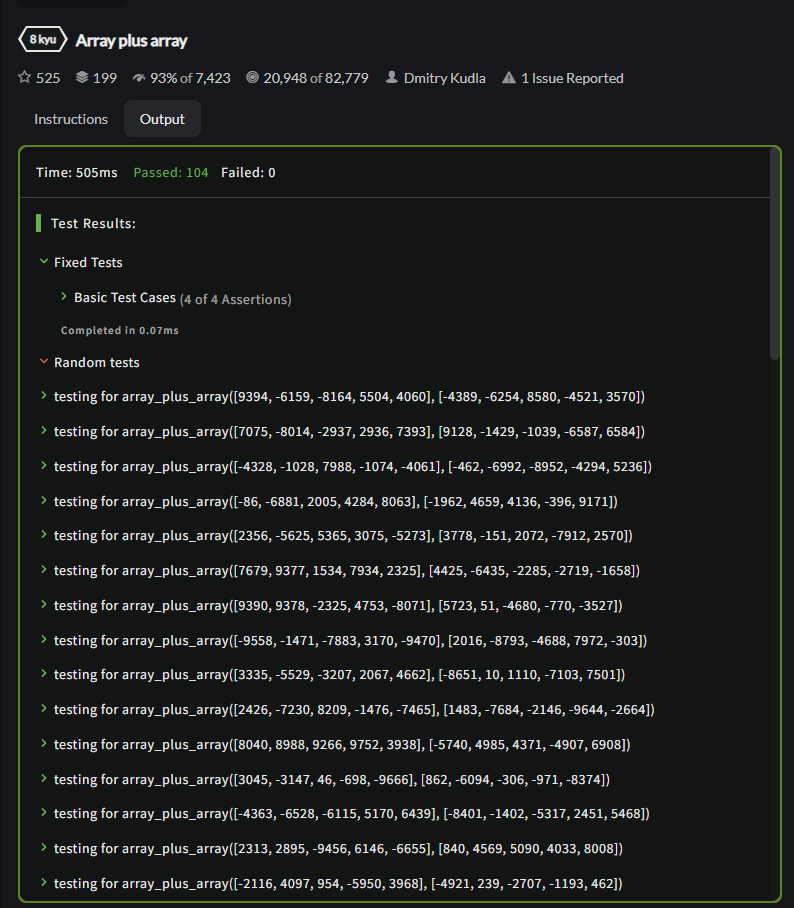 8 kyu Array plus array
525 199 93% of 7,423 20,948 of 82,779 Dmitry Kudla 1 Issue Reported
Instructions Output
Time: 505ms Passed: 104 Failed: 0
Test Results:
Fixed Tests
Basic Test Cases (4 of 4 Assertions)
Completed in 0.07ms
Random tests
testing for array_plus_array([9394, -6159, -8164, 5504, 4060], [-4389, -6254, 8580, -4521, 3570])
testing for array_plus_array([7075, -8014, -2937, 2936, 7393], [9128, -1429, -1039, -6587, 6584])
testing for array_plus_array([-4328, -1028, 7988, -1074, -4061], [-462, -6992, -8952, -4294, 5236])
testing for array_plus_array([-86, -6881, 2005, 4284, 8063], [-1962, 4659, 4136, -396, 9171])
testing for array_plus_array([2356, -5625, 5365, 3075, -5273], [3778, -151, 2072, -7912, 2570])
testing for array_plus_array([7679, 9377, 1534, 7934, 2325], [4425, -6435, -2285, -2719, -1658])
testing for array_plus_array([9390, 9378, -2325, 4753, -8071], [5723, 51, -4680, -770, -3527])
testing for array_plus_array([-9558, -1471, -7883, 3170, -9470], [2016, -8793, -4688, 7972, -303])
testing for array_plus_array([3335, -5529, -3207, 2067, 4662], [-8651, 10, 1110, -7103, 7501])
testing for array_plus_array([2426, -7230, 8209, -1476, -7465], [1483, -7684, -2146, -9644, -2664])
testing for array_plus_array([8040, 8988, 9266, 9752, 3938], [-5740, 4985, 4371, -4907, 6908])
testing for array_plus_array([3045, -3147, 46, -698, -9666], [862, -6094, -306, -971, -8374])
testing for array_plus_array([-4363, -6528, -6115, 5170, 6439], [-8401, -1402, -5317, 2451, 5468])
testing for array_plus_array([2313, 2895, -9456, 6146, -6655], [840, 4569, 5090, 4033, 8008])
testing for array_plus_array([-2116, 4097, 954, -5950, 3968], [-4921, 239, -2707, -1193, 462])